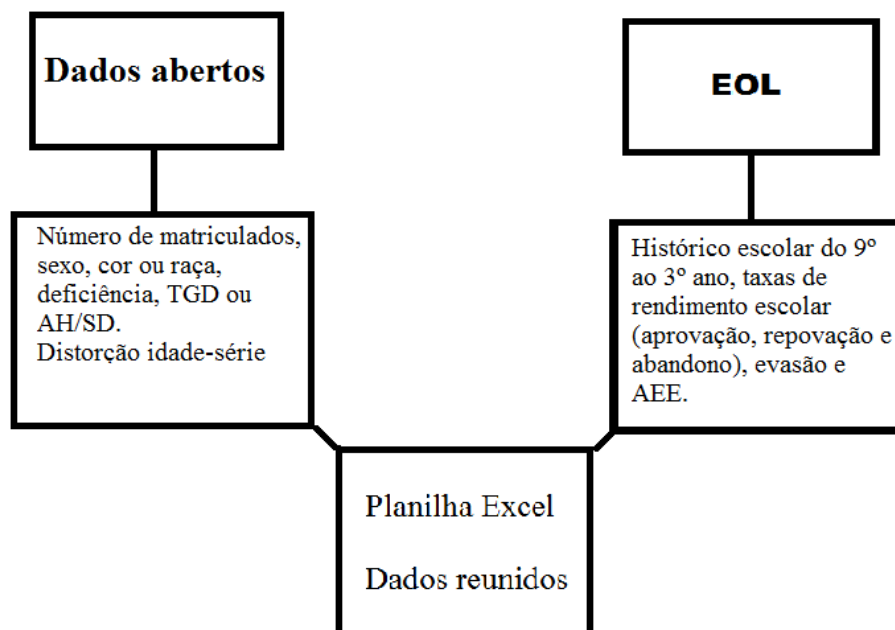 Dados abertos
EOL
Número de matriculados,
sexo, cor ou raça,
deficiência, TGD ou
AH/SD.
Distorção idade-série
Histórico escolar do 9º
ao 3º ano, taxas de
rendimento escolar
(aprovação, repovação e
abandono), evasão e
AEE.
Planilha Excel
Dados reunidos